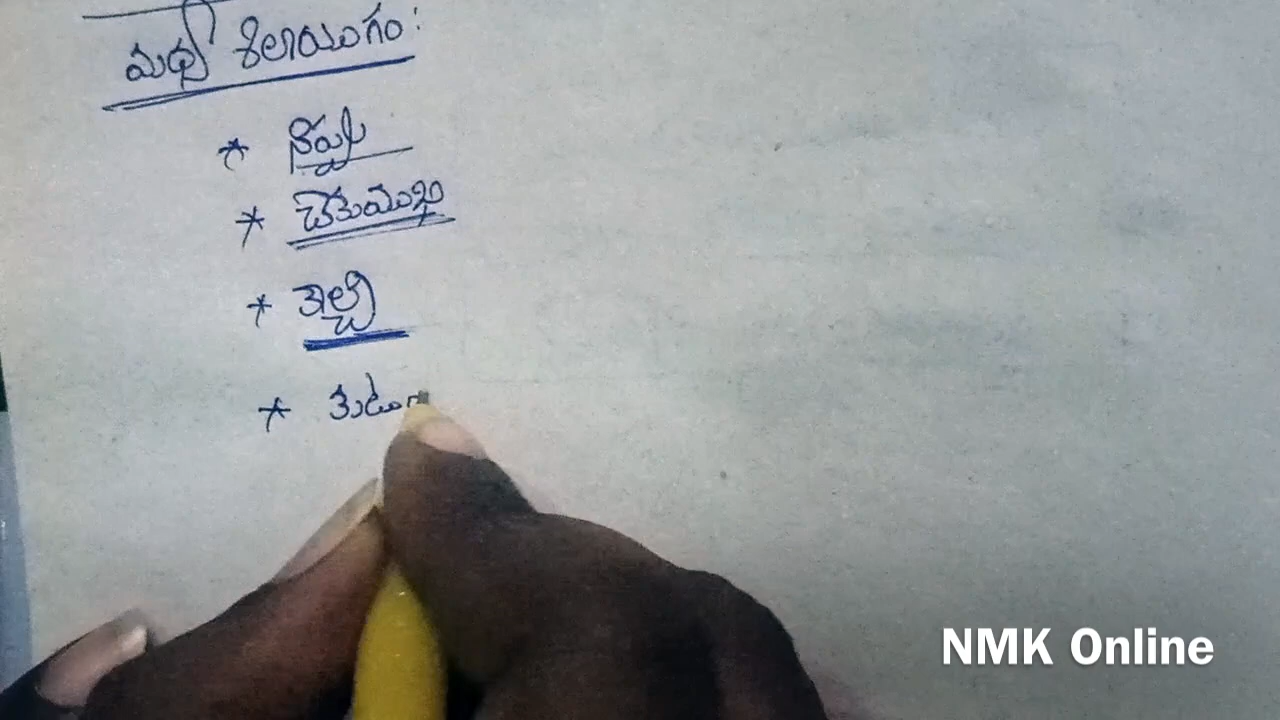 మధ్య శిలాయుగం:
* నిప్పు
* చెకుముకి
* కాల్చి
* కుటుం
NMK Online